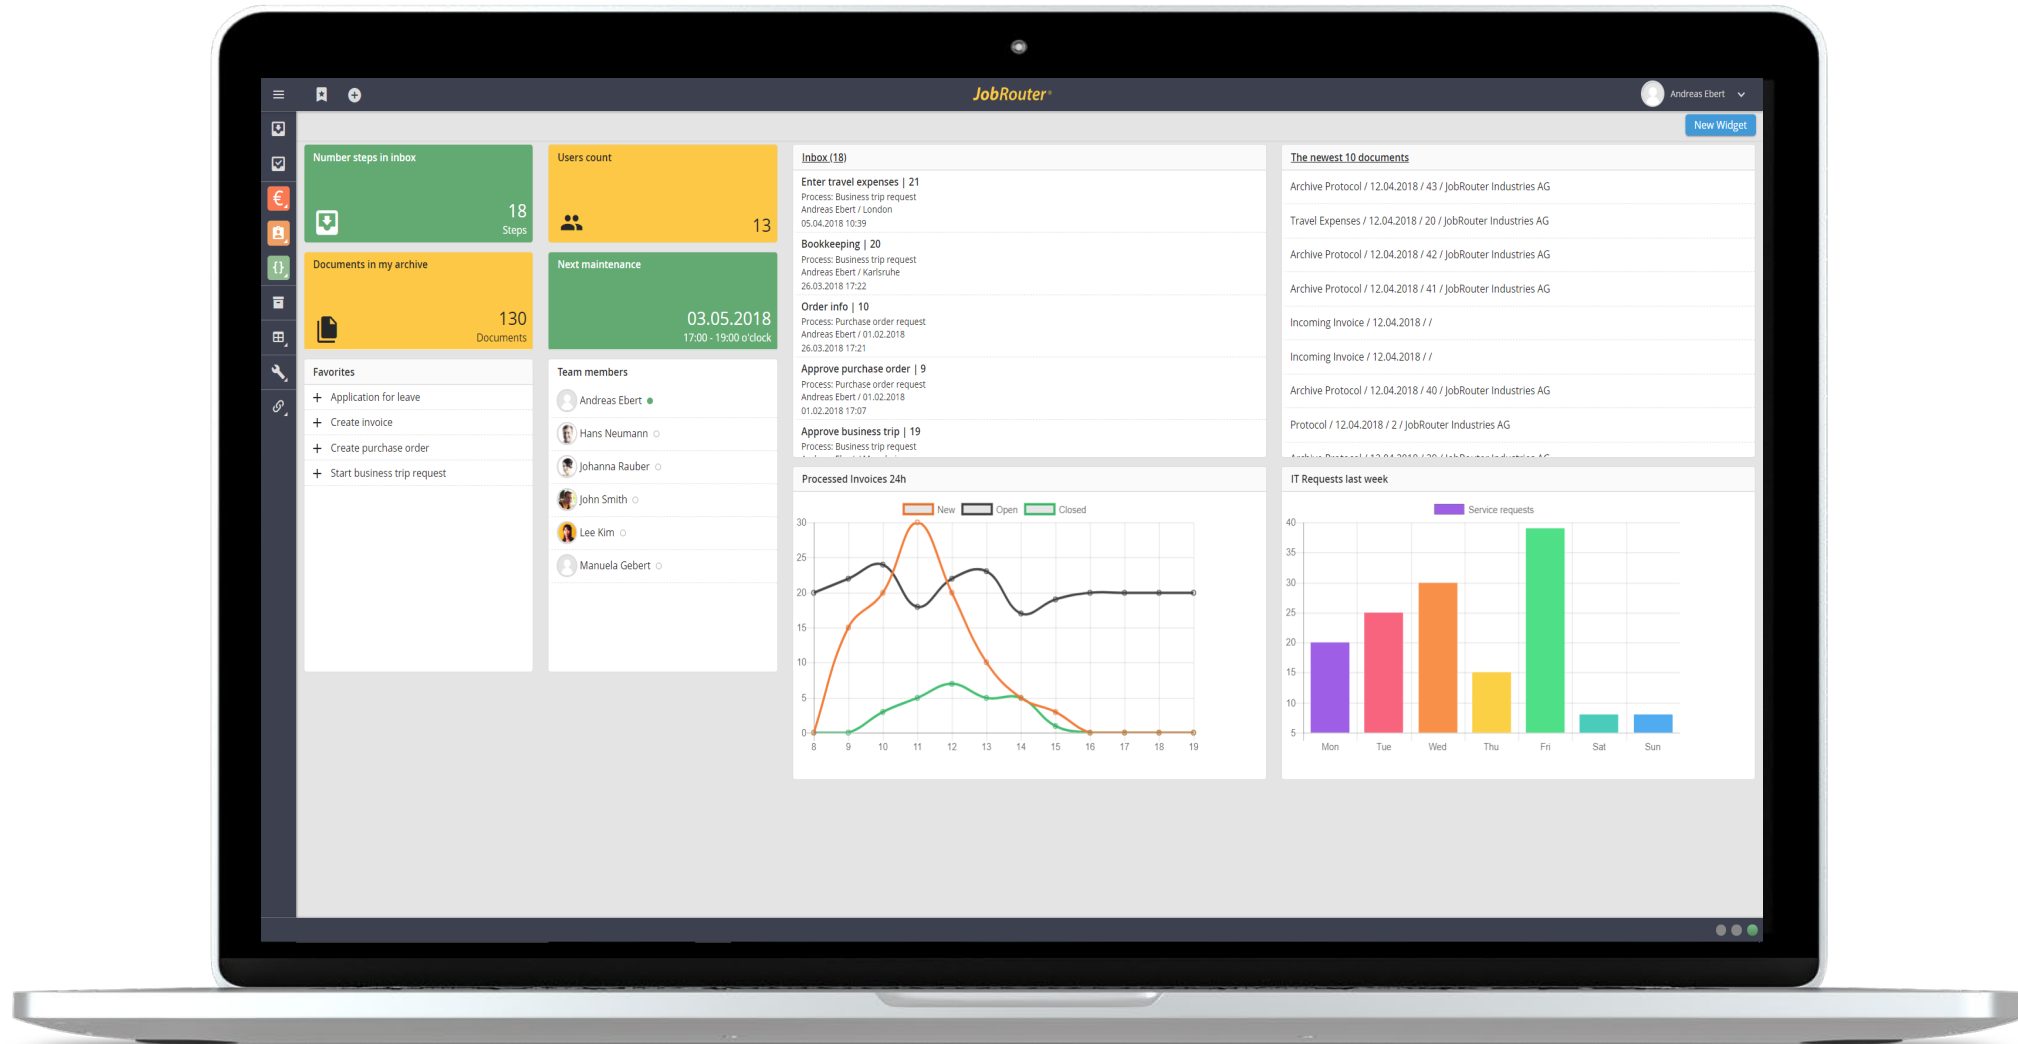 JobRouter
Andreas Ebert
New Widget
Number steps in inbox
18
Steps
Users count
13
Documents in my archive
130
Documents
Next maintenance
03.05.2018
17:00 - 19:00 o'clock
Favorites
+ Application for leave
+ Create invoice
+ Create purchase order
+ Start business trip request
Team members
Andreas Ebert
Hans Neumann
Johanna Rauber
John Smith
Lee Kim
Manuela Gebert
Inbox (18)
Enter travel expenses | 21
Process: Business trip request
Andreas Ebert / London
05.04.2018 10:39
Bookkeeping | 20
Process: Business trip request
Andreas Ebert / Karlsruhe
26.03.2018 17:22
Order info | 10
Process: Purchase order request
Andreas Ebert / 01.02.2018
26.03.2018 17:21
Approve purchase order | 9
Process: Purchase order request
Andreas Ebert / 01.02.2018
01.02.2018 17:07
Approve business trip | 19
Process: Business trip request
The newest 10 documents
Archive Protocol / 12.04.2018 / 43 / JobRouter Industries AG
Travel Expenses / 12.04.2018 / 20 / JobRouter Industries AG
Archive Protocol / 12.04.2018 / 42 / JobRouter Industries AG
Archive Protocol / 12.04.2018 / 41 / JobRouter Industries AG
Incoming Invoice / 12.04.2018 / /
Incoming Invoice / 12.04.2018 / /
Archive Protocol / 12.04.2018 / 40 / JobRouter Industries AG
Protocol / 12.04.2018 / 2 / JobRouter Industries AG
Processed Invoices 24h
New Open Closed
30
25
20
15
10
5
0
8 9 10 11 12 13 14 15 16 17 18 19
IT Requests last week
Service requests
40
35
30
25
20
15
10
5
Mon Tue Wed Thu Fri Sat Sun